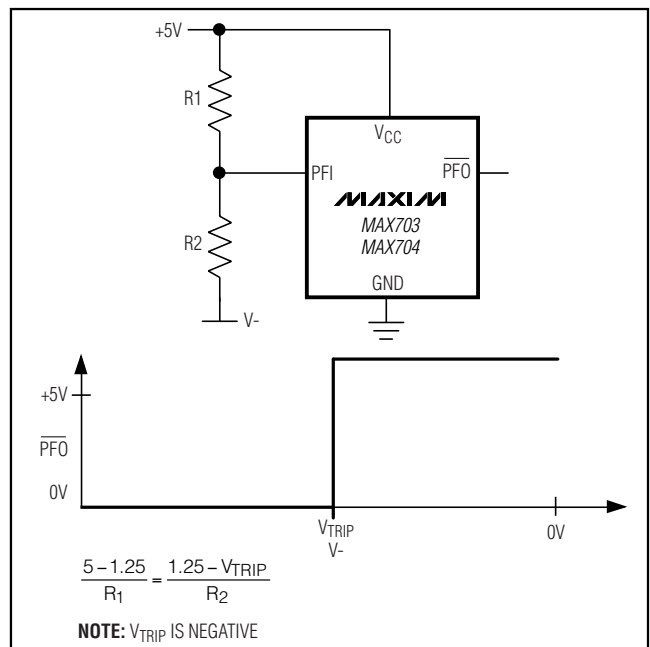 +5V
R1
VCC
PFI
PFO
MAXIM
MAX703
MAX704
R2
GND
V-
+5V
PFO
0V
VTRIP
V-
0V
5 – 1.25 / R1 = 1.25 – VTRIP / R2
NOTE: VTRIP IS NEGATIVE